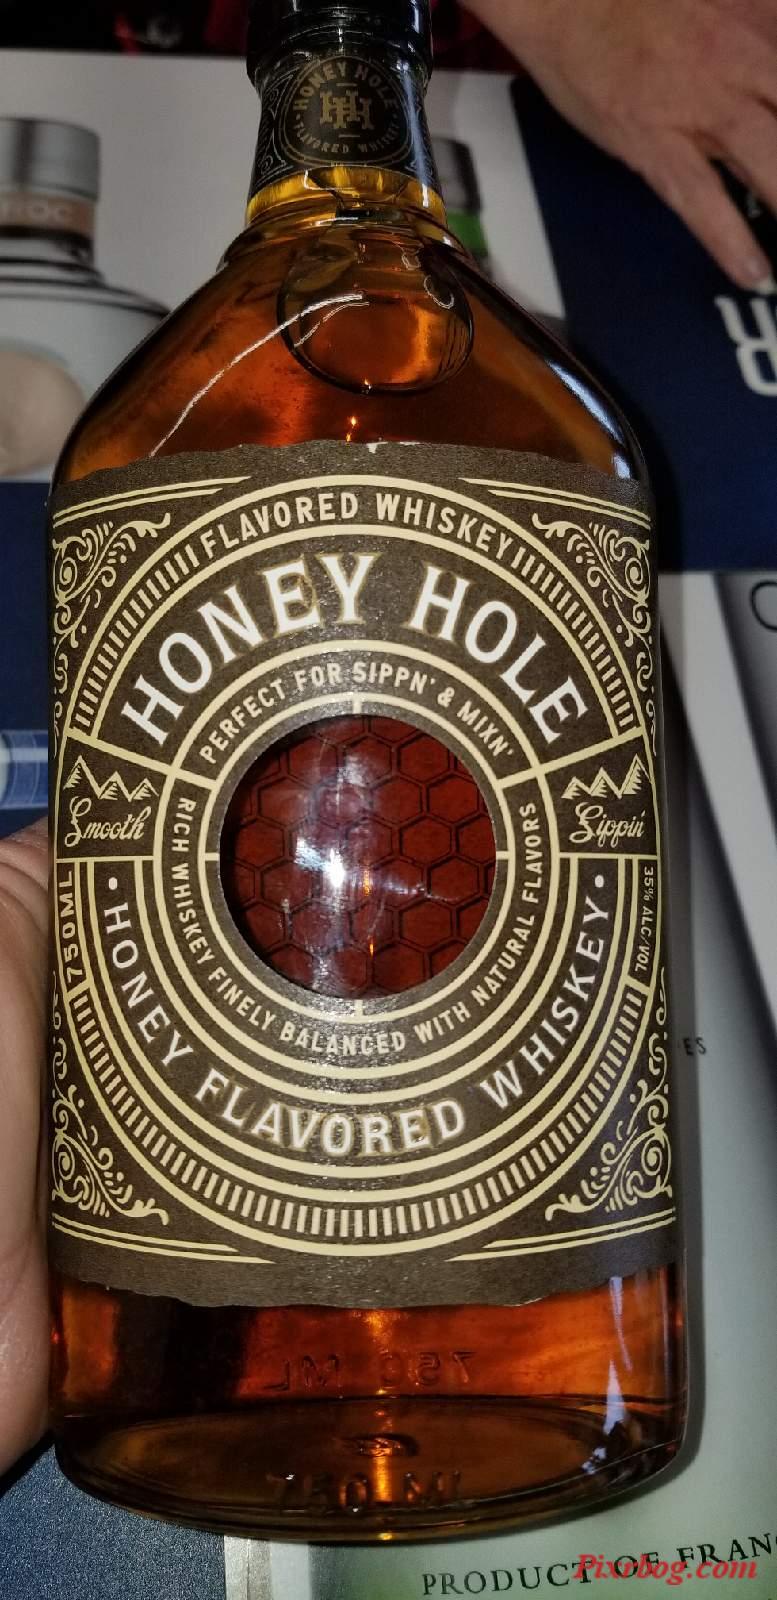 HONEY HOLE
HH
FLAVORED WHISKEY
FLAVORED WHISKEY
HONEY HOLE
PERFECT FOR SIPPN' & MIXN'
Smooth
Sippin'
RICH WHISKEY FINELY BALANCED WITH NATURAL FLAVORS
750ML
35% ALC/VOL
• HONEY FLAVORED WHISKEY •
750 ML
750 ML
PRODUCT OF FRANC
Pixrbog.com